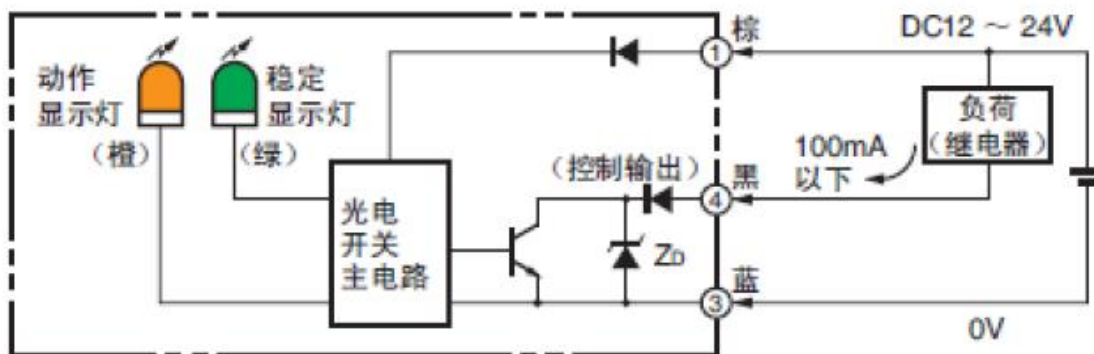 棕
DC12 ～ 24V
①
动作
显示灯
（橙）
稳定
显示灯
（绿）
负荷
（继电器）
100mA
以下
（控制输出）
黑
④
光电
开关
主电路
ZD
蓝
③
0V